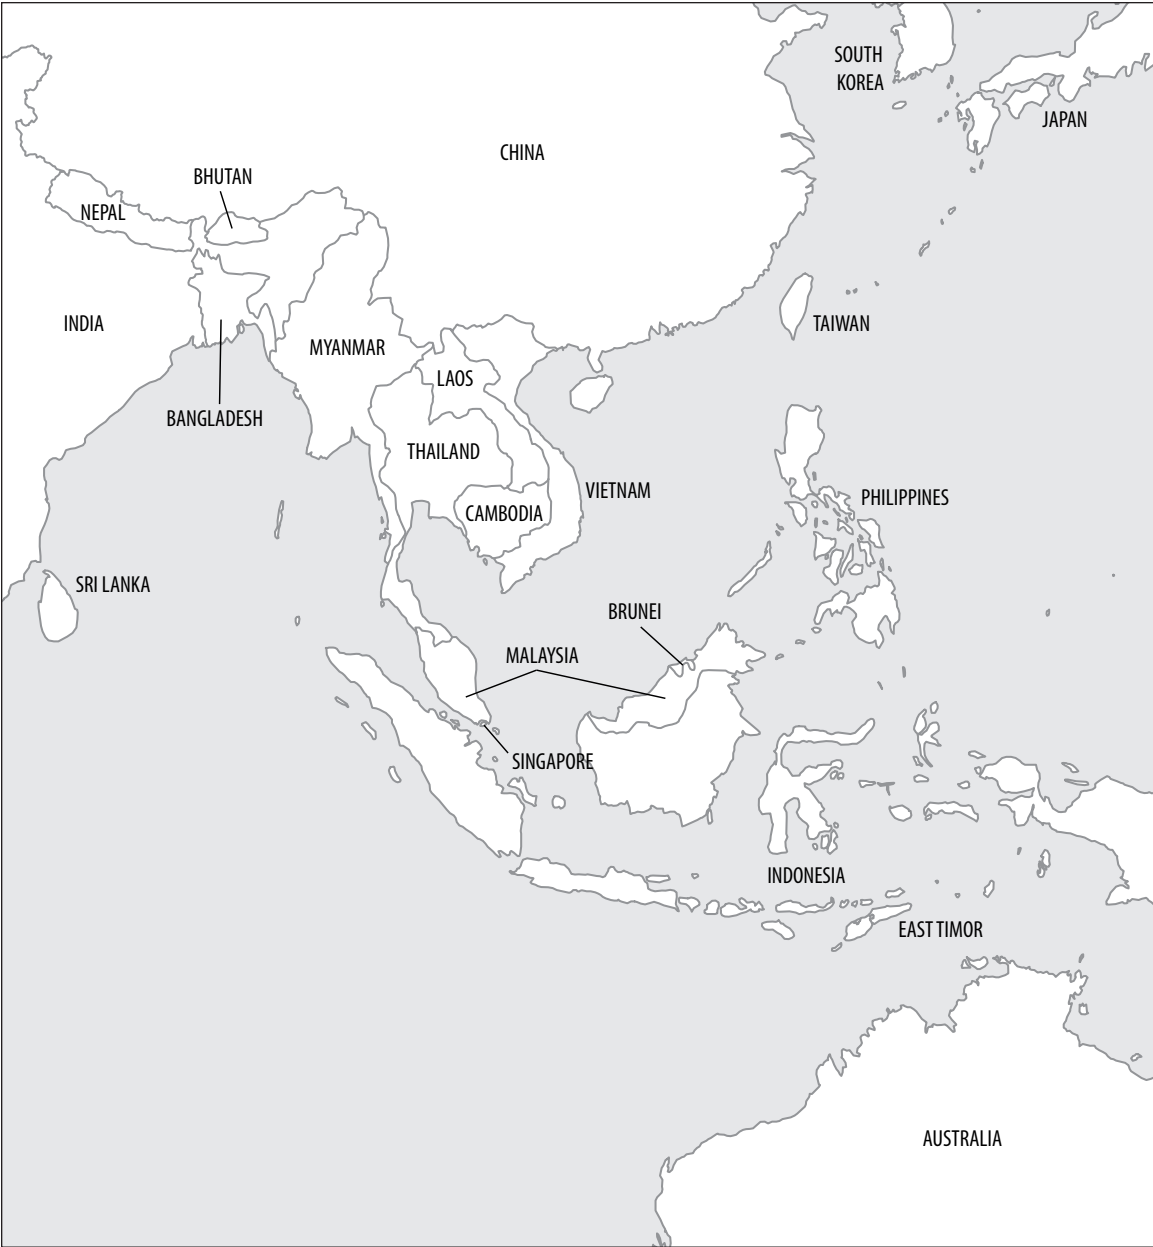 SOUTH
KOREA
JAPAN
CHINA
BHUTAN
NEPAL
INDIA
TAIWAN
MYANMAR
LAOS
BANGLADESH
THAILAND
VIETNAM
PHILIPPINES
CAMBODIA
SRI LANKA
BRUNEI
MALAYSIA
SINGAPORE
INDONESIA
EAST TIMOR
AUSTRALIA